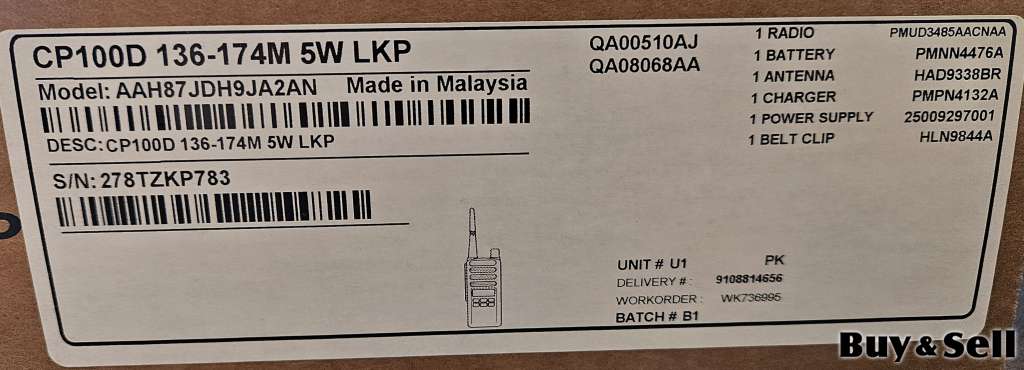 CP100D 136-174M 5W LKP
Model: AAH87JDH9JA2AN Made in Malaysia
DESC:CP100D 136-174M 5W LKP
S/N: 278TZKP783
QA00510AJ
QA08068AA
1 RADIO PMUD3485AACNAA
1 BATTERY PMNN4476A
1 ANTENNA HAD9338BR
1 CHARGER PMPN4132A
1 POWER SUPPLY 25009297001
1 BELT CLIP HLN9844A
UNIT # U1 PK
DELIVERY # : 9108814656
WORKORDER : WK736995
BATCH # B1
Buy & Sell